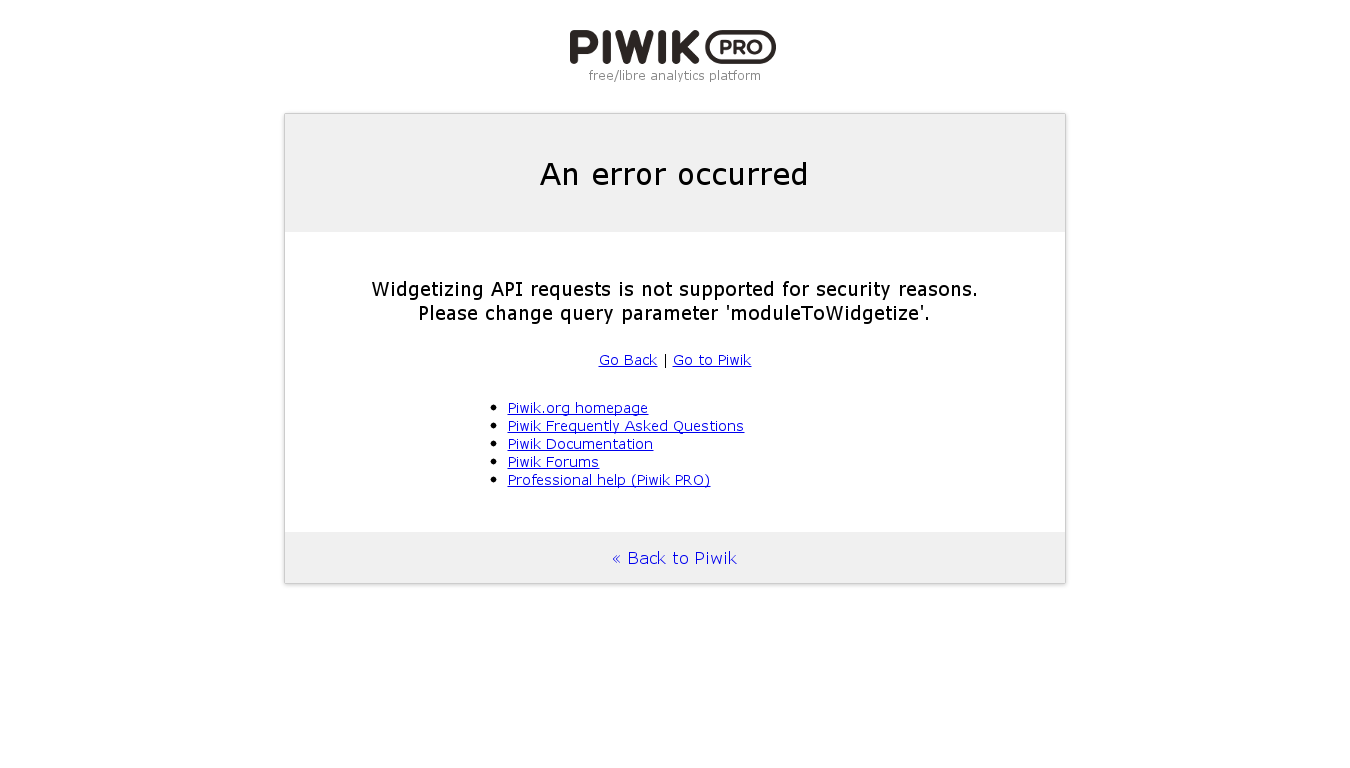 PIWIK PRO
free/libre analytics platform
An error occurred
Widgetizing API requests is not supported for security reasons.
Please change query parameter 'moduleToWidgetize'.
Go Back | Go to Piwik
• Piwik.org homepage
• Piwik Frequently Asked Questions
• Piwik Documentation
• Piwik Forums
• Professional help (Piwik PRO)
« Back to Piwik